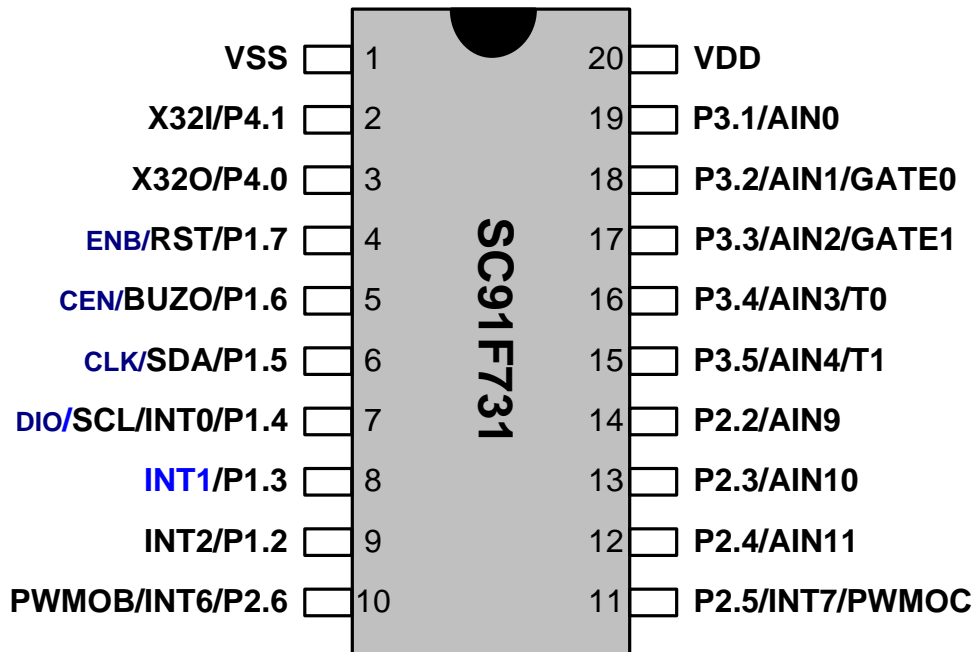 VSS 1 20 VDD
X32I/P4.1 2 19 P3.1/AIN0
X32O/P4.0 3 18 P3.2/AIN1/GATE0
ENB/RST/P1.7 4 17 P3.3/AIN2/GATE1
CEN/BUZO/P1.6 5 16 P3.4/AIN3/T0
CLK/SDA/P1.5 6 15 P3.5/AIN4/T1
DIO/SCL/INT0/P1.4 7 14 P2.2/AIN9
INT1/P1.3 8 13 P2.3/AIN10
INT2/P1.2 9 12 P2.4/AIN11
PWMOB/INT6/P2.6 10 11 P2.5/INT7/PWMOC
SC91F731